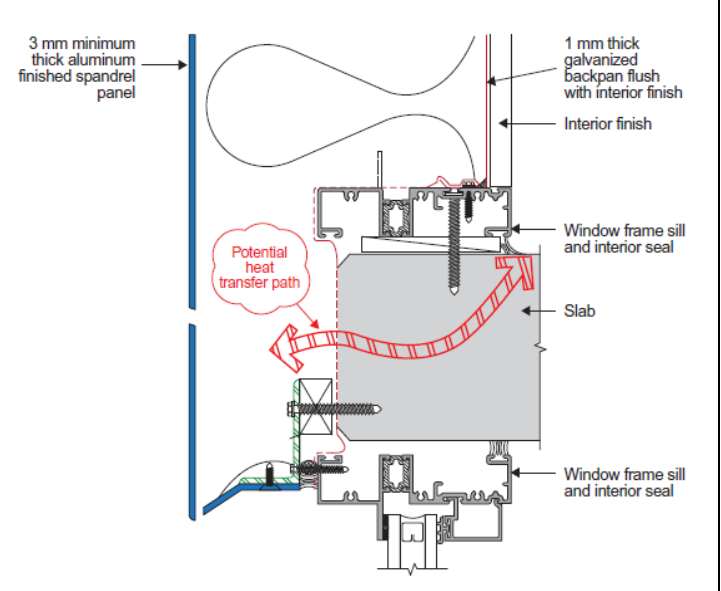 3 mm minimum
thick aluminum
finished spandrel
panel
1 mm thick
galvanized
backpan flush
with interior finish
Interior finish
Window frame sill
and interior seal
Potential
heat
transfer path
Slab
Window frame sill
and interior seal